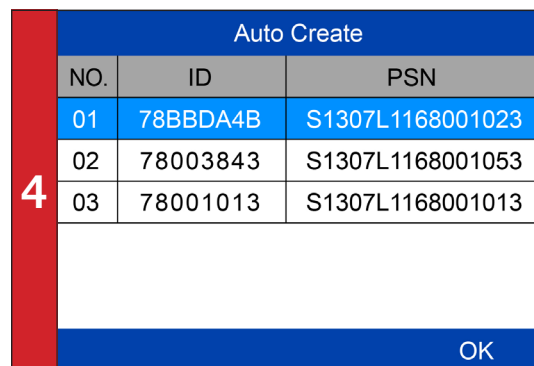 4
Auto Create
NO. ID PSN
01 78BBDA4B S1307L1168001023
02 78003843 S1307L1168001053
03 78001013 S1307L1168001013
OK